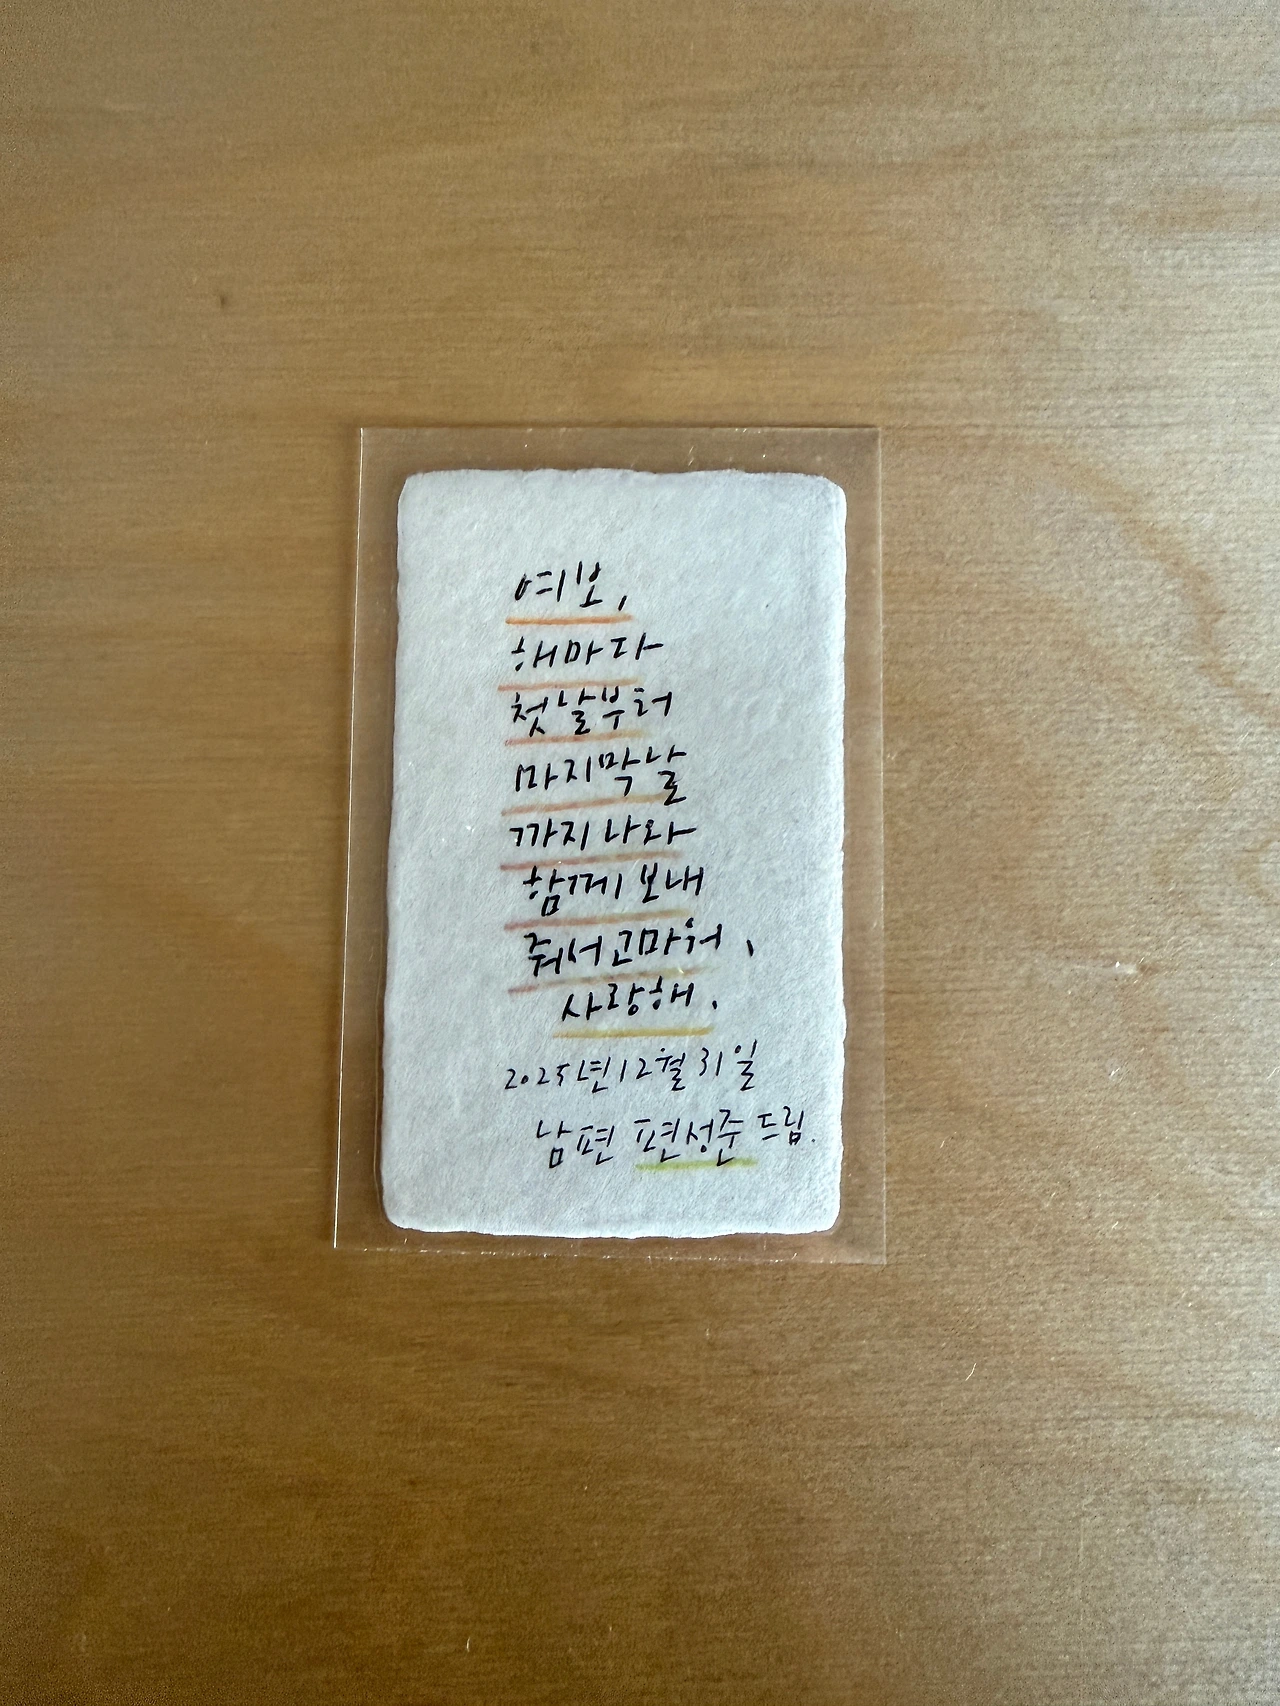 여보,
해마다
첫날부터
마지막날
까지 나와
함께 보내
줘서 고마워,
사랑해.
2025년 12월 31일
남편 편성준 드림.